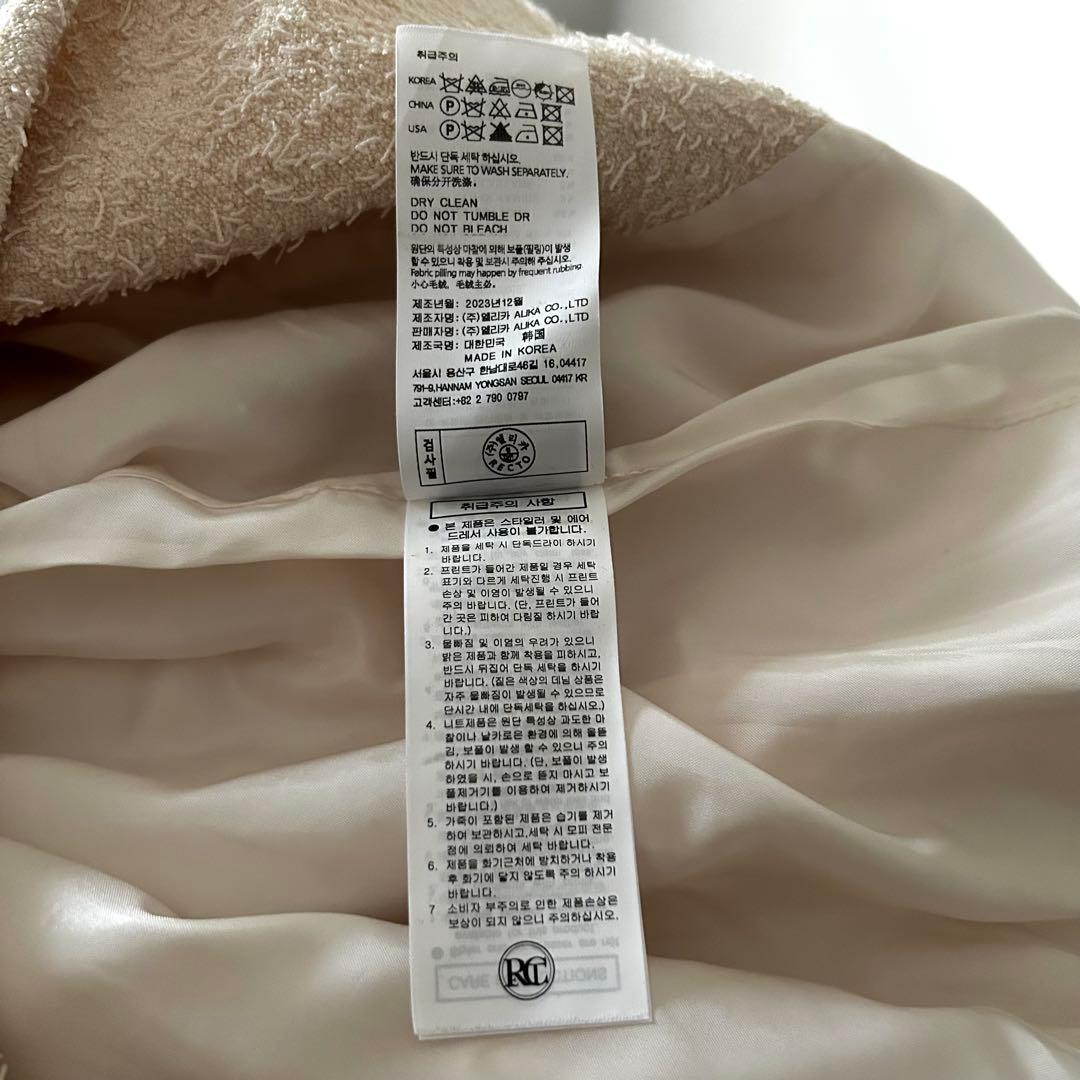 취급주의
KOREA
CHINA P
USA P
반드시 단독 세탁 하십시오.
MAKE SURE TO WASH SEPARATELY.
确保分开洗涤。
DRY CLEAN
DO NOT TUMBLE DR
DO NOT BLEACH
원단의 특성상 마찰에 의해 보풀(필링)이 발생
할 수 있으니 착용 및 보관시 주의해 주십시오.
Fabric pilling may happen by frequent rubbing.
小心毛绒，毛绒主必。
제조년월: 2023년12월
제조자명: (주)엘리카 ALIKA CO.,LTD
판매자명: (주)엘리카 ALIKA CO.,LTD
제조국명: 대한민국 韩国
MADE IN KOREA
서울시 용산구 한남대로46길 16,04417
791-9,HANNAM YONGSAN SEOUL 04417 KR
고객센터:+82 2 790 0797
검사필
(주)엘리카
RECTO
취급주의 사항
● 본 제품은 스타일러 및 에어
드레서 사용이 불가합니다.
1. 제품을 세탁 시 단독드라이 하시기
바랍니다.
2. 프린트가 들어간 제품일 경우 세탁
표기와 다르게 세탁진행 시 프린트
손상 및 이염이 발생될 수 있으니
주의 바랍니다. (단, 프린트가 들어
간 곳은 피하여 다림질 하시기 바랍
니다.)
3. 물빠짐 및 이염의 우려가 있으니
밝은 제품과 함께 착용을 피하시고,
반드시 뒤집어 단독 세탁을 하시기
바랍니다. (짙은 색상의 데님 상품은
자주 물빠짐이 발생될 수 있으므로
단시간 내에 단독세탁을 하십시오.)
4. 니트제품은 원단 특성상 과도한 마
찰이나 날카로운 환경에 의해 올뜯
김, 보풀이 발생 할 수 있으니 주의
하시기 바랍니다. (단, 보풀이 발생
하였을 시, 손으로 뜯지 마시고 보
풀제거기를 이용하여 제거하시기
바랍니다.)
5. 가죽이 포함된 제품은 습기를 제거
하여 보관하시고,세탁 시 모피 전문
점에 의뢰하여 세탁 바랍니다.
6. 제품을 화기근처에 방치하거나 착용
후 화기에 닿지 않도록 주의 하시기
바랍니다.
7 소비자 부주의로 인한 제품손상은
보상이 되지 않으니 주의하십시오.
RCT